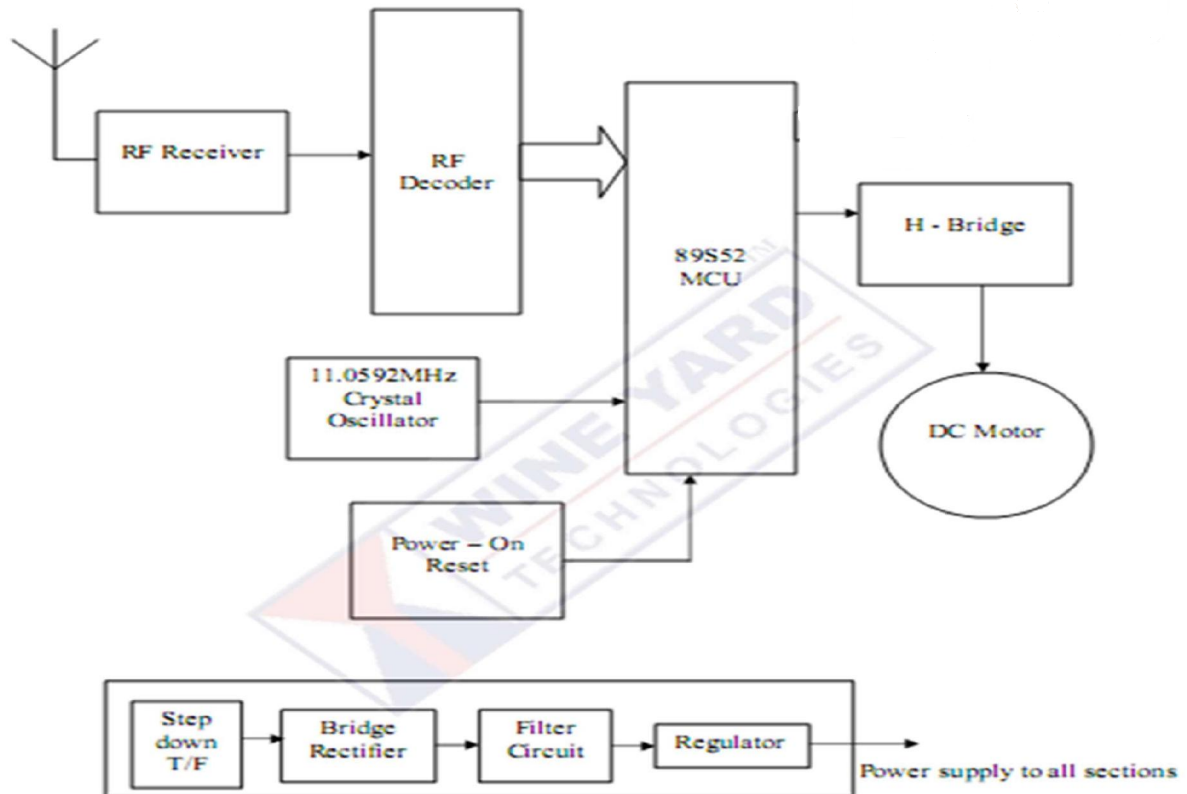 RF Receiver
RF
Decoder
89S52
MCU
H - Bridge
11.0592MHz
Crystal
Oscillator
DC Motor
Power – On
Reset
WINE YARD
TECHNOLOGIES
TM
Step
down
T/F
Bridge
Rectifier
Filter
Circuit
Regulator
Power supply to all sections